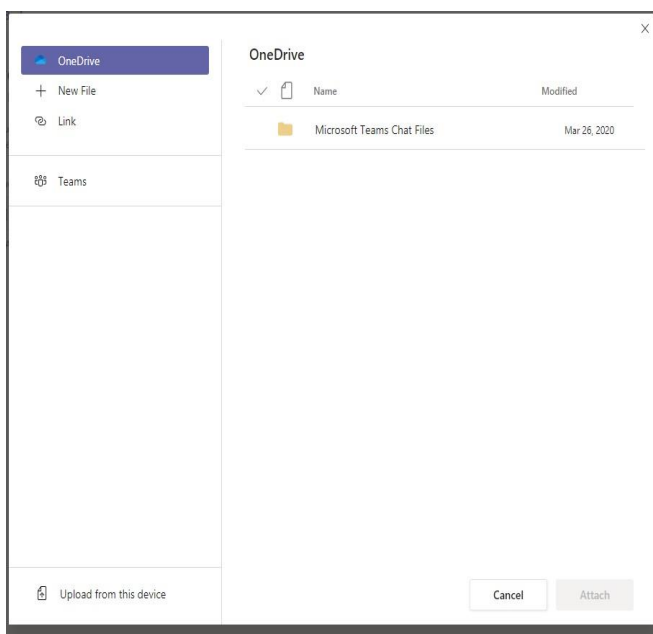 OneDrive
New File
Link
Teams
Upload from this device
OneDrive
Name Modified
Microsoft Teams Chat Files Mar 26, 2020
Cancel Attach